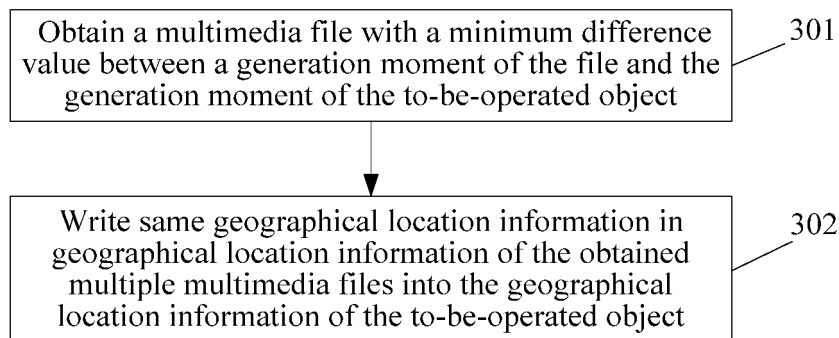 Obtain a multimedia file with a minimum difference
value between a generation moment of the file and the
generation moment of the to-be-operated object
301
Write same geographical location information in
geographical location information of the obtained
multiple multimedia files into the geographical
location information of the to-be-operated object
302